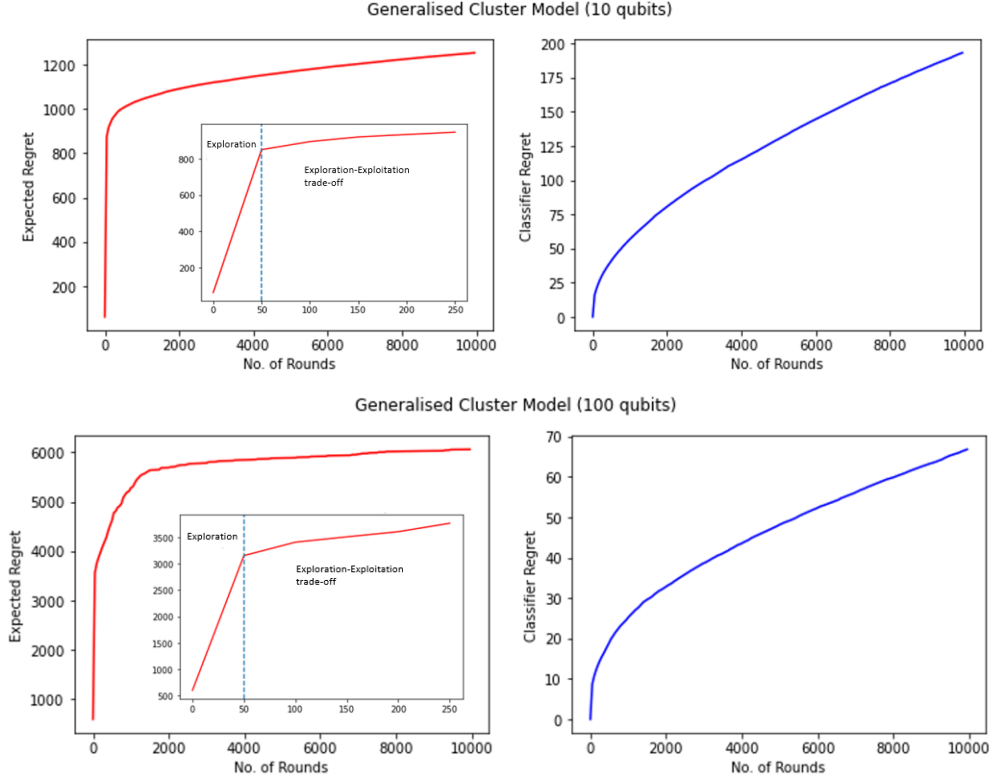 Generalised Cluster Model (10 qubits)
1200
1000
800
600
400
200
Expected Regret
0 2000 4000 6000 8000 10000
No. of Rounds
Exploration
Exploration-Exploitation
trade-off
800
600
400
200
0 50 100 150 200 250
200
175
150
125
100
75
50
25
0
Classifier Regret
0 2000 4000 6000 8000 10000
No. of Rounds
Generalised Cluster Model (100 qubits)
6000
5000
4000
3000
2000
1000
Expected Regret
0 2000 4000 6000 8000 10000
No. of Rounds
Exploration
Exploration-Exploitation
trade-off
3500
3000
2500
2000
1500
1000
500
0 50 100 150 200 250
70
60
50
40
30
20
10
0
Classifier Regret
0 2000 4000 6000 8000 10000
No. of Rounds